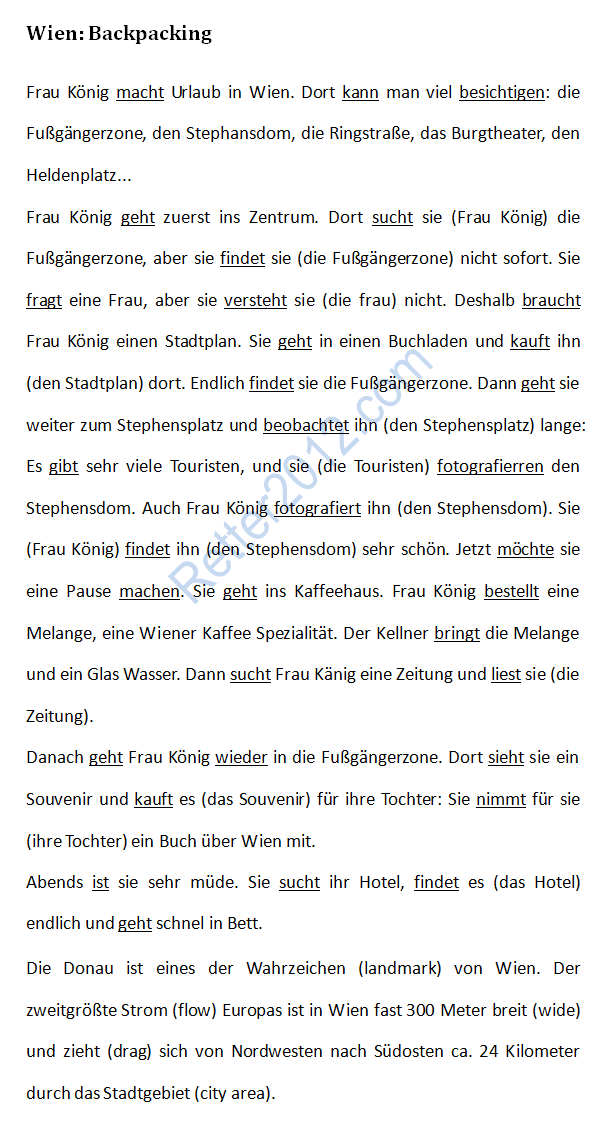 Wien: Backpacking
Frau König macht Urlaub in Wien. Dort kann man viel besichtigen: die
Fußgängerzone, den Stephansdom, die Ringstraße, das Burgtheater, den
Heldenplatz...
Frau König geht zuerst ins Zentrum. Dort sucht sie (Frau König) die
Fußgängerzone, aber sie findet sie (die Fußgängerzone) nicht sofort. Sie
fragt eine Frau, aber sie versteht sie (die frau) nicht. Deshalb braucht
Frau König einen Stadtplan. Sie geht in einen Buchladen und kauft ihn
(den Stadtplan) dort. Endlich findet sie die Fußgängerzone. Dann geht sie
weiter zum Stephensplatz und beobachtet ihn (den Stephensplatz) lange:
Es gibt sehr viele Touristen, und sie (die Touristen) fotografierren den
Stephensdom. Auch Frau König fotografiert ihn (den Stephensdom). Sie
(Frau König) findet ihn (den Stephensdom) sehr schön. Jetzt möchte sie
eine Pause machen. Sie geht ins Kaffeehaus. Frau König bestellt eine
Melange, eine Wiener Kaffee Spezialität. Der Kellner bringt die Melange
und ein Glas Wasser. Dann sucht Frau Känig eine Zeitung und liest sie (die
Zeitung).
Danach geht Frau König wieder in die Fußgängerzone. Dort sieht sie ein
Souvenir und kauft es (das Souvenir) für ihre Tochter: Sie nimmt für sie
(ihre Tochter) ein Buch über Wien mit.
Abends ist sie sehr müde. Sie sucht ihr Hotel, findet es (das Hotel)
endlich und geht schnel in Bett.
Die Donau ist eines der Wahrzeichen (landmark) von Wien. Der
zweitgrößte Strom (flow) Europas ist in Wien fast 300 Meter breit (wide)
und zieht (drag) sich von Nordwesten nach Südosten ca. 24 Kilometer
durch das Stadtgebiet (city area).
Retter2012.com